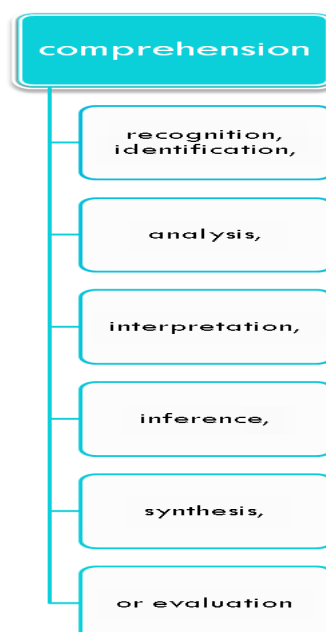 comprehension
recognition,
identification,
analysis,
interpretation,
inference,
synthesis,
or evaluation